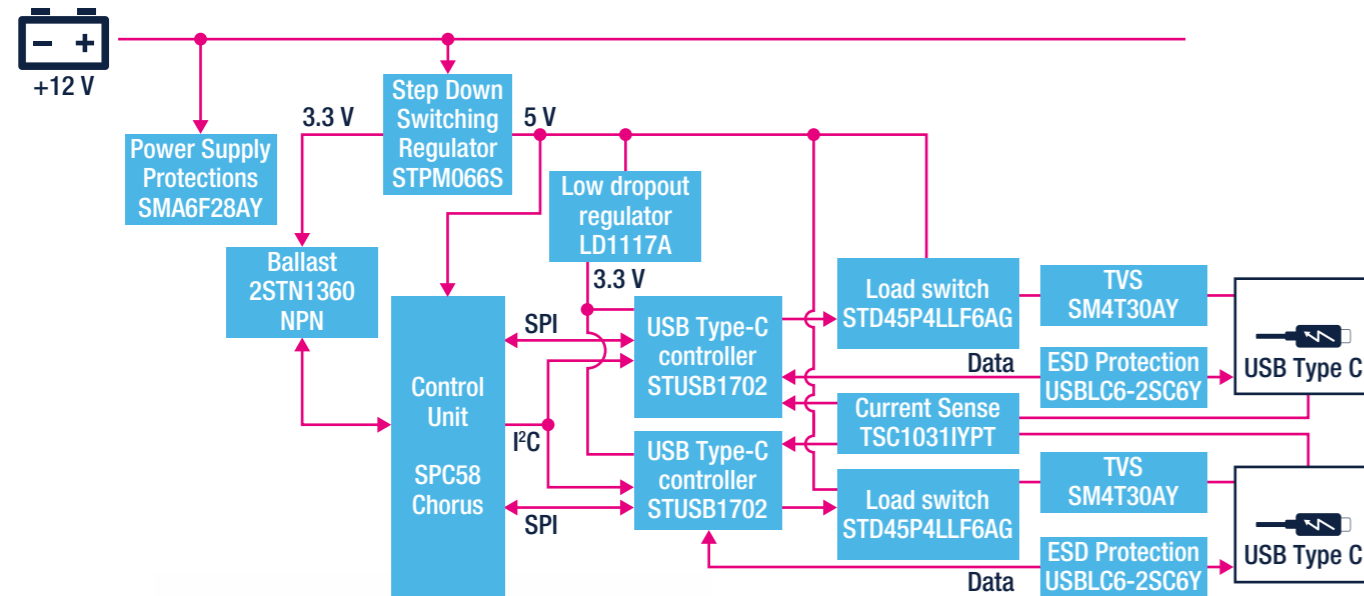 +12 V
Step Down
Switching
Regulator
STPM066S
3.3 V
5 V
Power Supply
Protections
SMA6F28AY
Low dropout
regulator
LD1117A
3.3 V
Ballast
2STN1360
NPN
Load switch
STD45P4LLF6AG
TVS
SM4T30AY
USB Type C
SPI
USB Type-C
controller
STUSB1702
Data
ESD Protection
USBLC6-2SC6Y
Control
Unit
SPC58
Chorus
I²C
Current Sense
TSC1031IYPT
USB Type-C
controller
STUSB1702
SPI
Load switch
STD45P4LLF6AG
TVS
SM4T30AY
USB Type C
Data
ESD Protection
USBLC6-2SC6Y